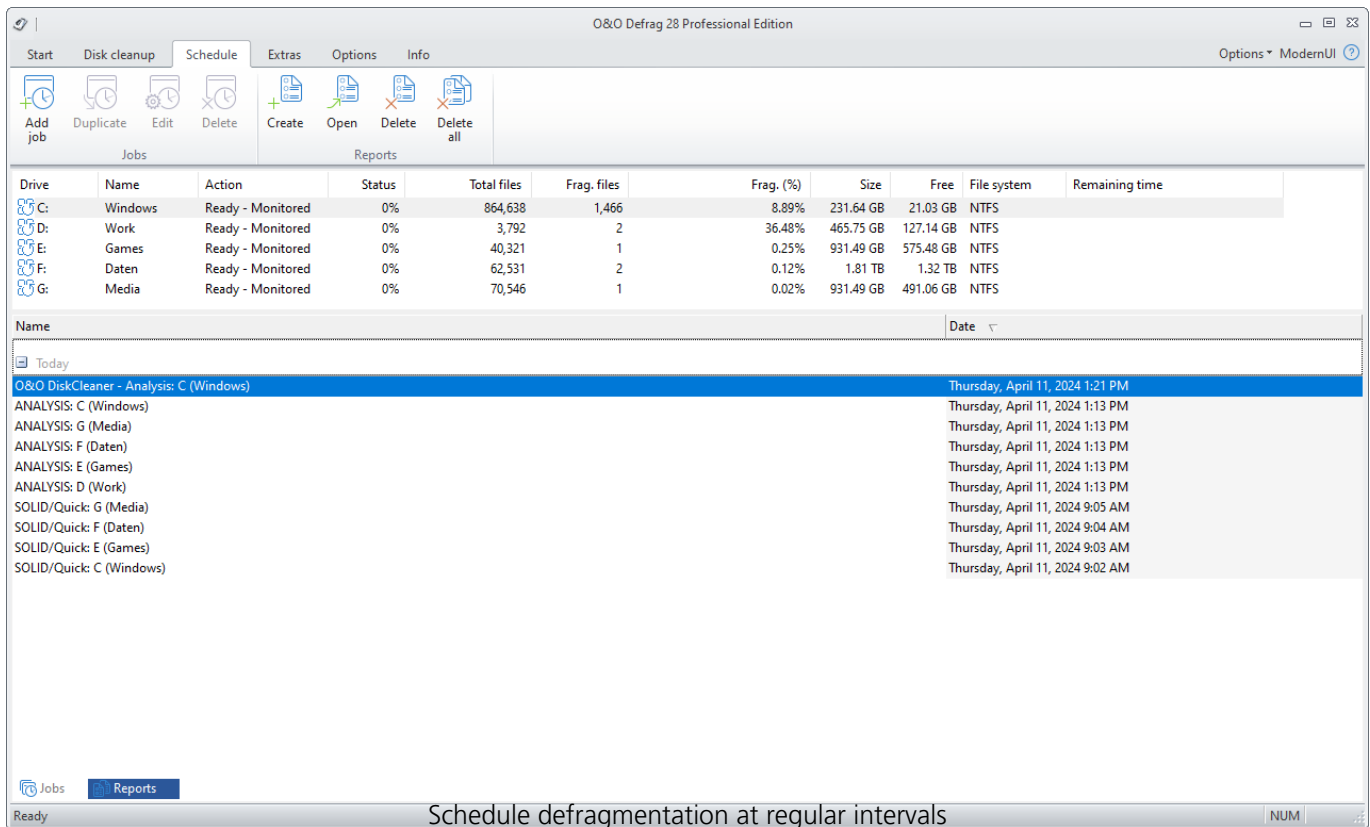 O&O Defrag 28 Professional Edition
Start Disk cleanup Schedule Extras Options Info Options ModernUI ?
Add job Duplicate Edit Delete Create Open Delete Delete all
Jobs Reports
Drive Name Action Status Total files Frag. files Frag. (%) Size Free File system Remaining time
C: Windows Ready - Monitored 0% 864,638 1,466 8.89% 231.64 GB 21.03 GB NTFS
D: Work Ready - Monitored 0% 3,792 2 36.48% 465.75 GB 127.14 GB NTFS
E: Games Ready - Monitored 0% 40,321 1 0.25% 931.49 GB 575.48 GB NTFS
F: Daten Ready - Monitored 0% 62,531 2 0.12% 1.81 TB 1.32 TB NTFS
G: Media Ready - Monitored 0% 70,546 1 0.02% 931.49 GB 491.06 GB NTFS
Name Date
Today
O&O DiskCleaner - Analysis: C (Windows) Thursday, April 11, 2024 1:21 PM
ANALYSIS: C (Windows) Thursday, April 11, 2024 1:13 PM
ANALYSIS: G (Media) Thursday, April 11, 2024 1:13 PM
ANALYSIS: F (Daten) Thursday, April 11, 2024 1:13 PM
ANALYSIS: E (Games) Thursday, April 11, 2024 1:13 PM
ANALYSIS: D (Work) Thursday, April 11, 2024 1:13 PM
SOLID/Quick: G (Media) Thursday, April 11, 2024 9:05 AM
SOLID/Quick: F (Daten) Thursday, April 11, 2024 9:04 AM
SOLID/Quick: E (Games) Thursday, April 11, 2024 9:03 AM
SOLID/Quick: C (Windows) Thursday, April 11, 2024 9:02 AM
Jobs Reports
Ready Schedule defragmentation at regular intervals NUM